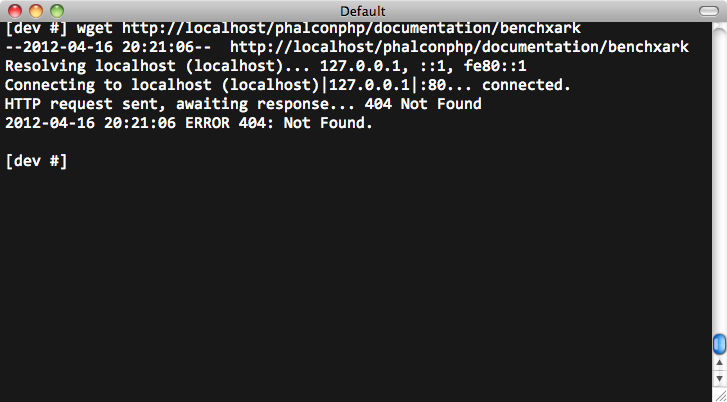 Default
[dev #] wget http://localhost/phalconphp/documentation/benchxark
--2012-04-16 20:21:06--  http://localhost/phalconphp/documentation/benchxark
Resolving localhost (localhost)... 127.0.0.1, ::1, fe80::1
Connecting to localhost (localhost)|127.0.0.1|:80... connected.
HTTP request sent, awaiting response... 404 Not Found
2012-04-16 20:21:06 ERROR 404: Not Found.
[dev #]